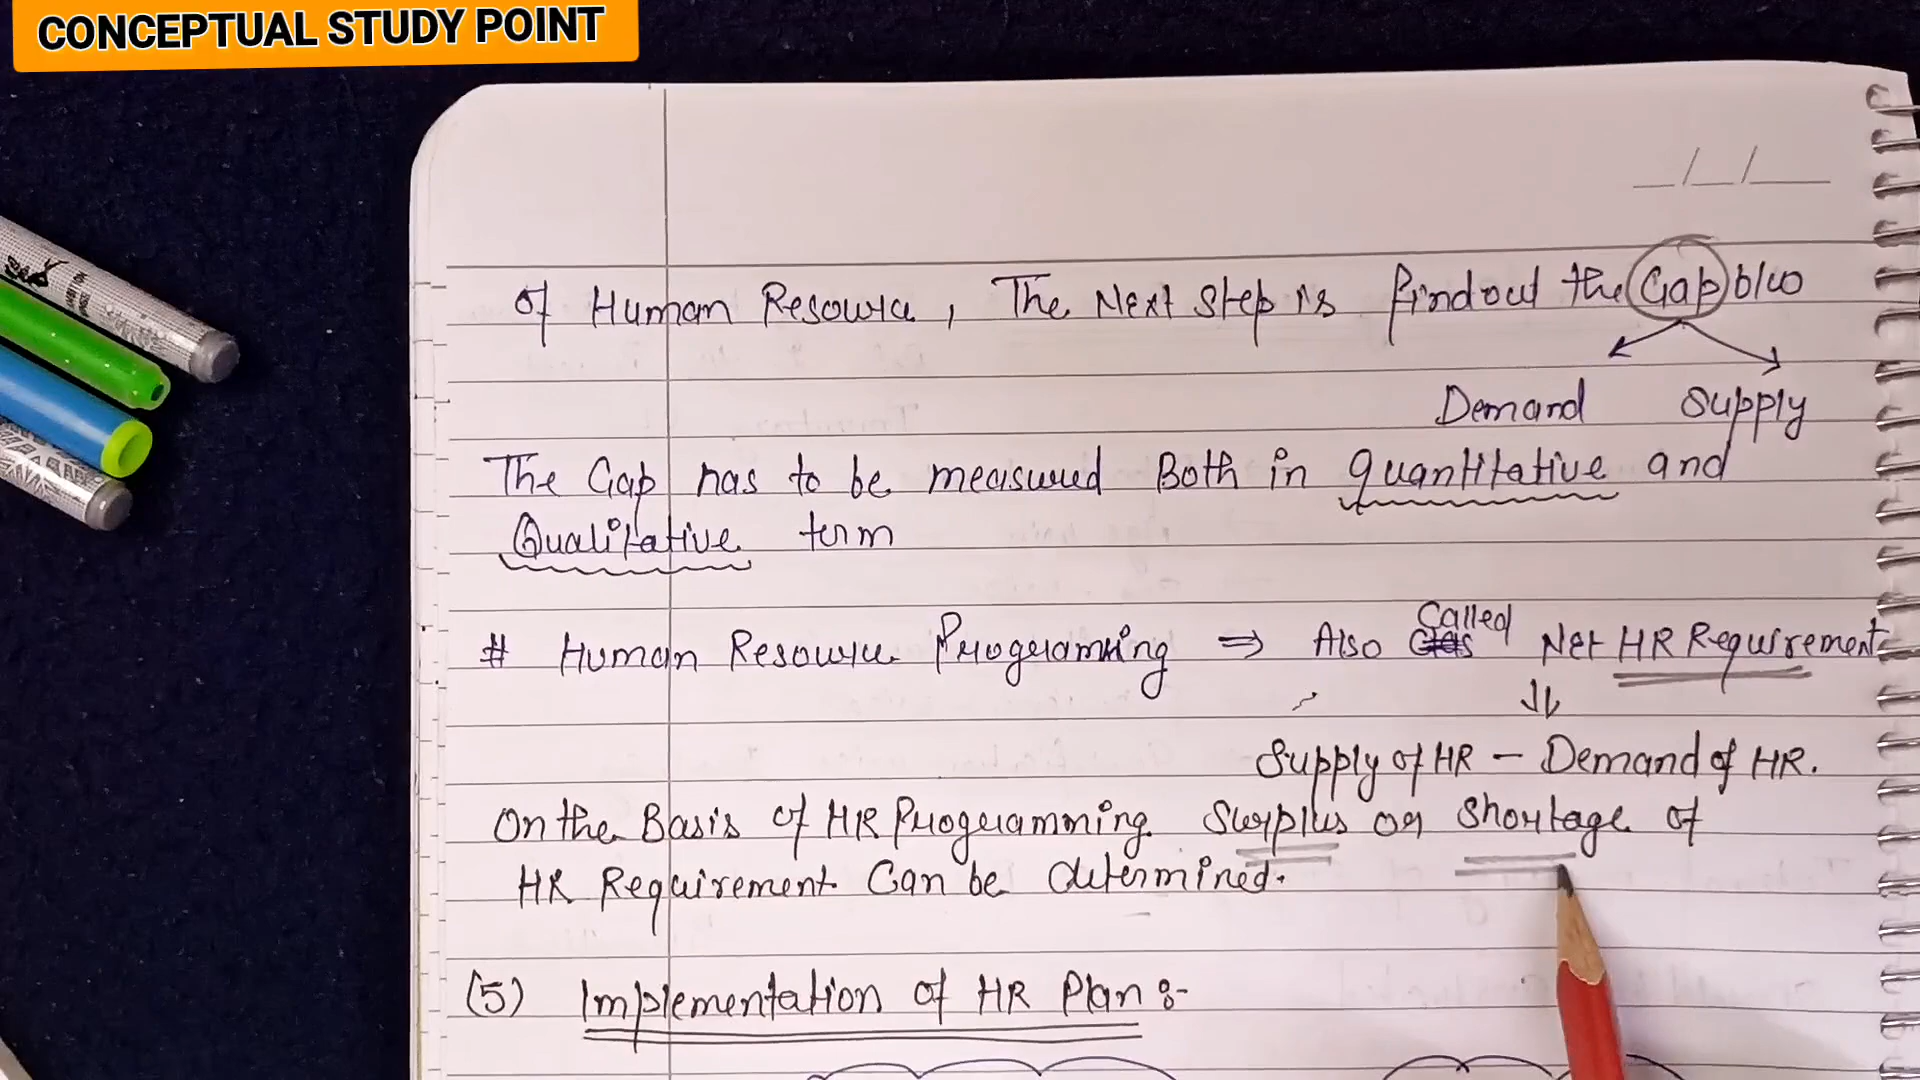 CONCEPTUAL STUDY POINT
of Human Resource, The Next Step is findout the Gap b/w
Demand Supply
The Gap has to be measured Both in quantitative and
Qualitative term
Called
# Human Resource Programming ⇒ Also Net HR Requirement
Supply of HR - Demand of HR.
On the Basis of HR Programming Surplus or Shortage of
HR Requirement Can be determined.
(5) Implementation of HR Plan :-